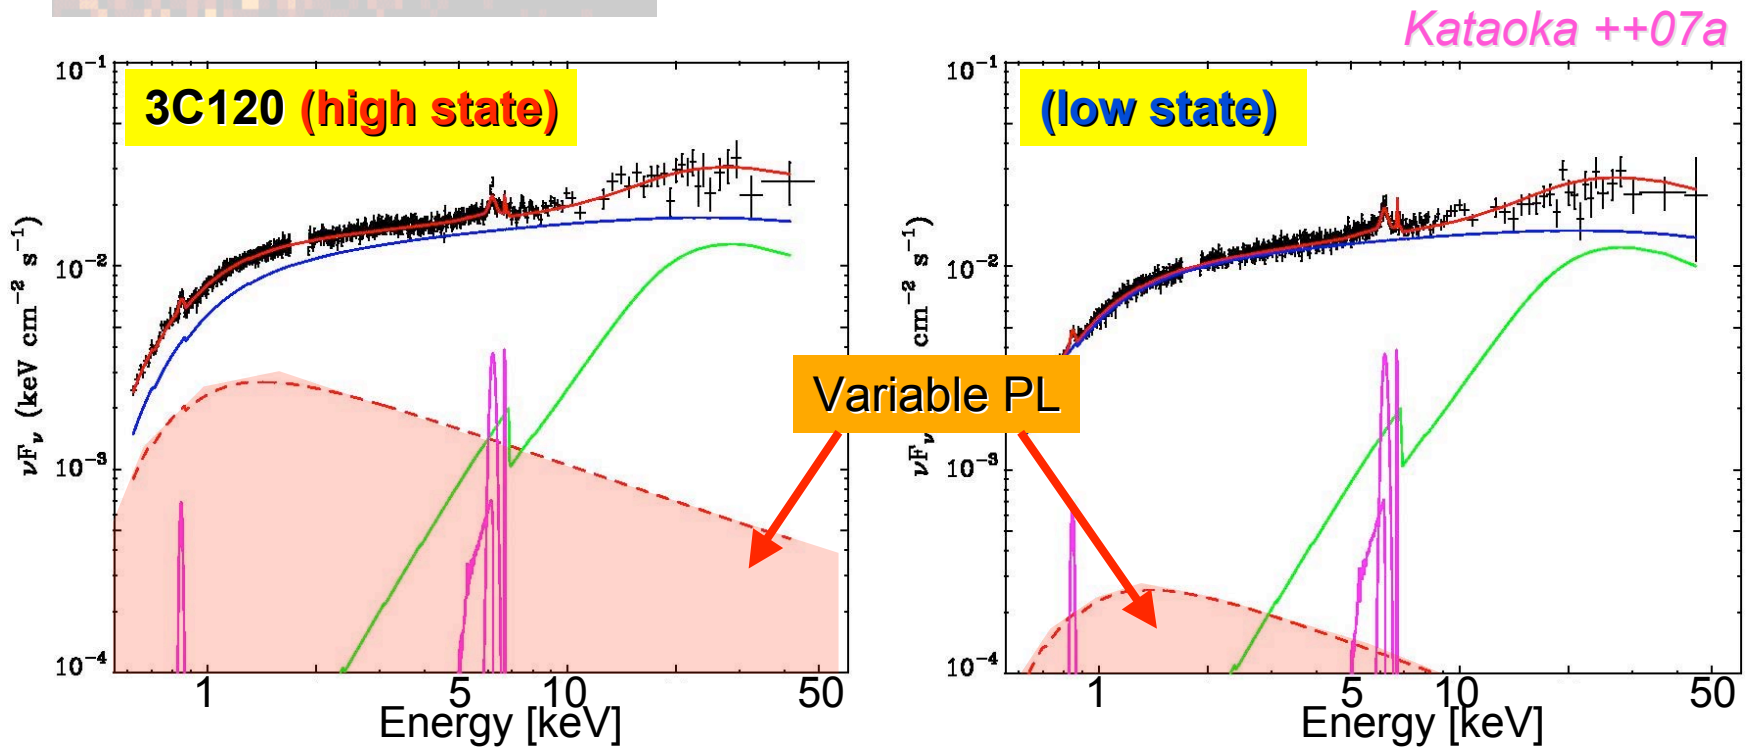 Kataoka ++07a
3C120 (high state)
(low state)
10⁻¹
10⁻²
10⁻³
10⁻⁴
νFν (keV cm⁻² s⁻¹)
1
5
10
50
Energy [keV]
Variable PL
10⁻¹
10⁻²
10⁻³
10⁻⁴
νFν
cm⁻² s⁻¹)
1
5
10
50
Energy [keV]